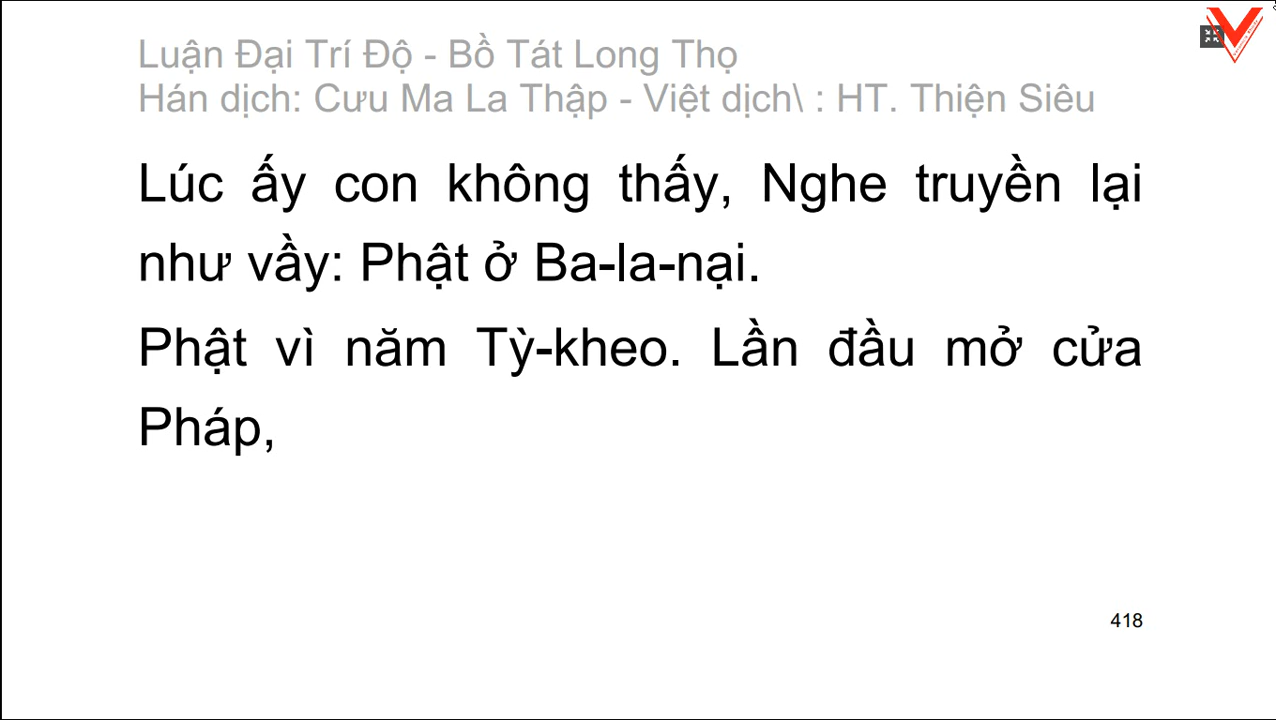 Luận Đại Trí Độ - Bồ Tát Long Thọ
Hán dịch: Cưu Ma La Thập - Việt dịch\ : HT. Thiện Siêu
Lúc ấy con không thấy, Nghe truyền lại
như vầy: Phật ở Ba-la-nại.
Phật vì năm Tỳ-kheo. Lần đầu mở cửa
Pháp,
418